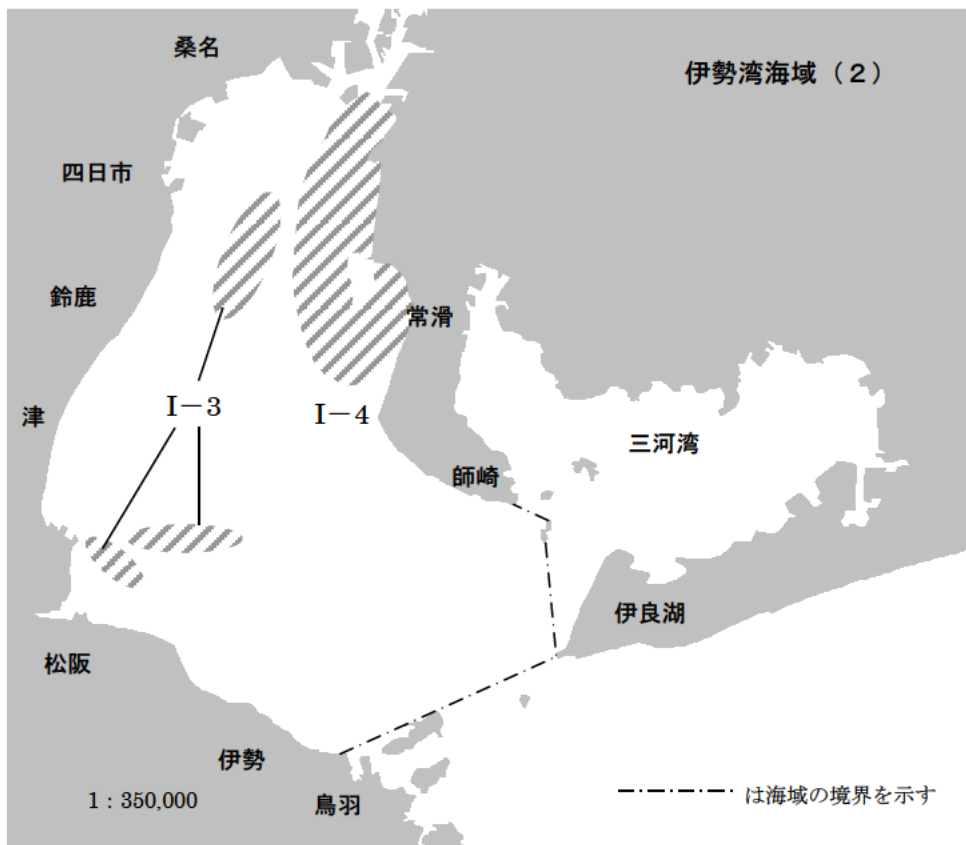 桑名
伊勢湾海域（２）
四日市
鈴鹿
常滑
津
I－3
I－4
三河湾
師崎
伊良湖
松阪
伊勢
1：350,000
鳥羽
は海域の境界を示す